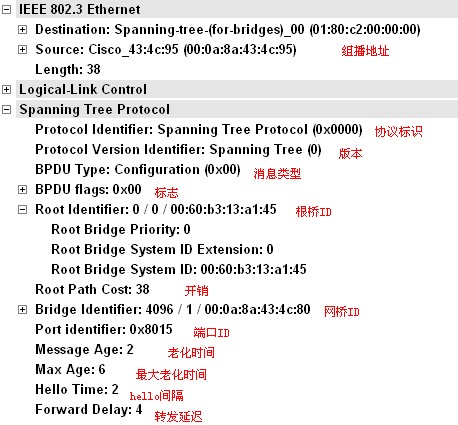 IEEE 802.3 Ethernet
Destination: Spanning-tree-(for-bridges)_00 (01:80:c2:00:00:00)
Source: Cisco_43:4c:95 (00:0a:8a:43:4c:95) 组播地址
Length: 38
Logical-Link Control
Spanning Tree Protocol
Protocol Identifier: Spanning Tree Protocol (0x0000) 协议标识
Protocol Version Identifier: Spanning Tree (0) 版本
BPDU Type: Configuration (0x00) 消息类型
BPDU flags: 0x00 标志
Root Identifier: 0 / 0 / 00:60:b3:13:a1:45 根桥ID
Root Bridge Priority: 0
Root Bridge System ID Extension: 0
Root Bridge System ID: 00:60:b3:13:a1:45
Root Path Cost: 38 开销
Bridge Identifier: 4096 / 1 / 00:0a:8a:43:4c:80 网桥ID
Port identifier: 0x8015 端口ID
Message Age: 2 老化时间
Max Age: 6 最大老化时间
Hello Time: 2 hello间隔
Forward Delay: 4 转发延迟